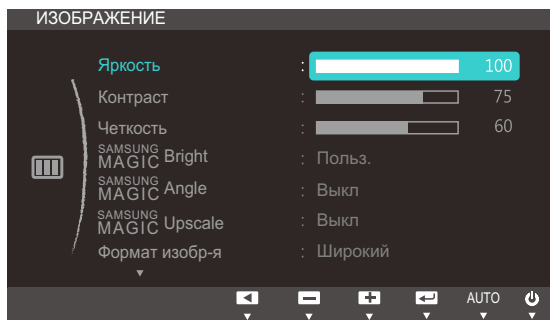 ИЗОБРАЖЕНИЕ
Яркость : 100
Контраст : 75
Четкость : 60
SAMSUNG MAGIC Bright : Польз.
SAMSUNG MAGIC Angle : Выкл
SAMSUNG MAGIC Upscale : Выкл
Формат изобр-я : Широкий
AUTO